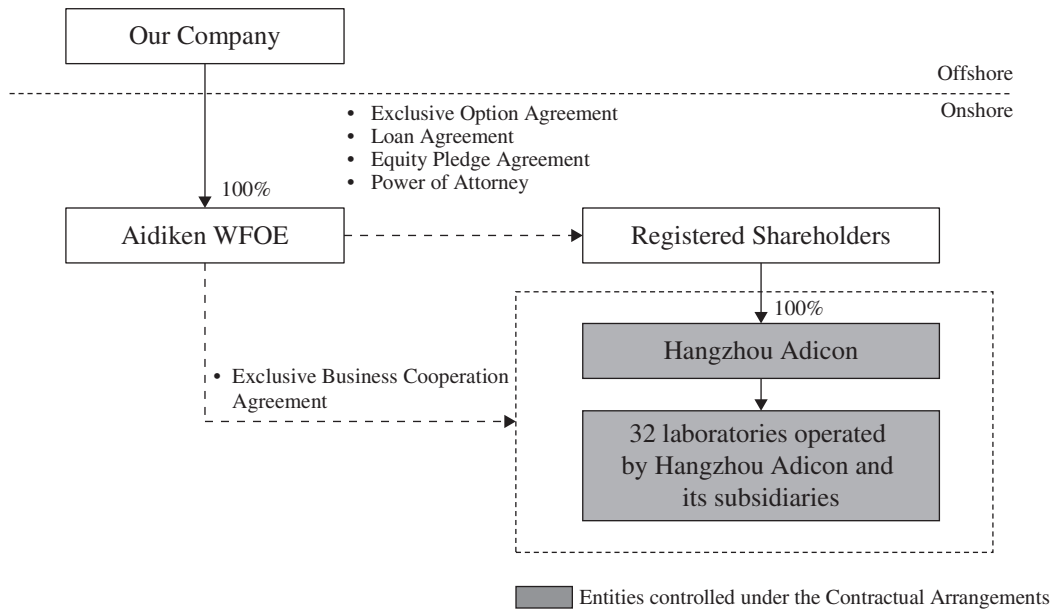 Our Company
Offshore
Onshore
• Exclusive Option Agreement
• Loan Agreement
• Equity Pledge Agreement
• Power of Attorney
100%
Aidiken WFOE
Registered Shareholders
100%
Hangzhou Adicon
• Exclusive Business Cooperation
Agreement
32 laboratories operated
by Hangzhou Adicon and
its subsidiaries
Entities controlled under the Contractual Arrangements